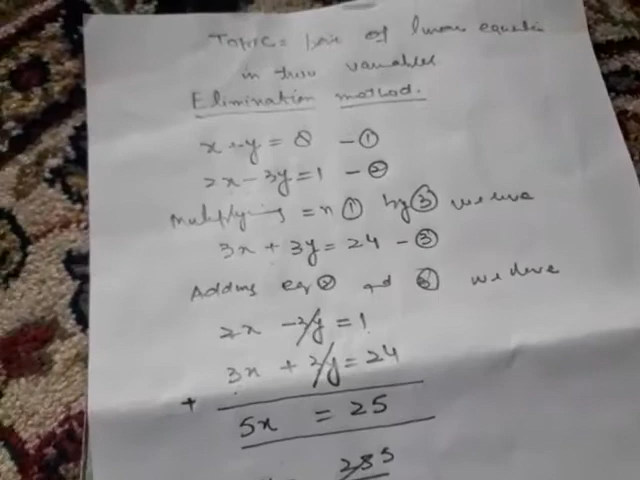 Topic = pair of linear equation
in two variables
Elimination method.
x + y = 8 - ①
2x - 3y = 1 - ②
Multiplying = n ① by ③ we have
3x + 3y = 24 - ③
Adding eq ② and ③ we have
2x - 3y = 1
3x + 3y = 24
+
5x = 25